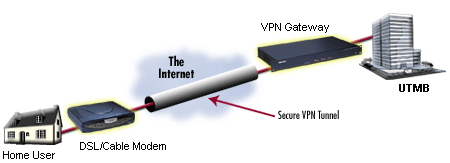 VPN Gateway
The
Internet
UTMB
Secure VPN Tunnel
DSL/Cable Modem
Home User